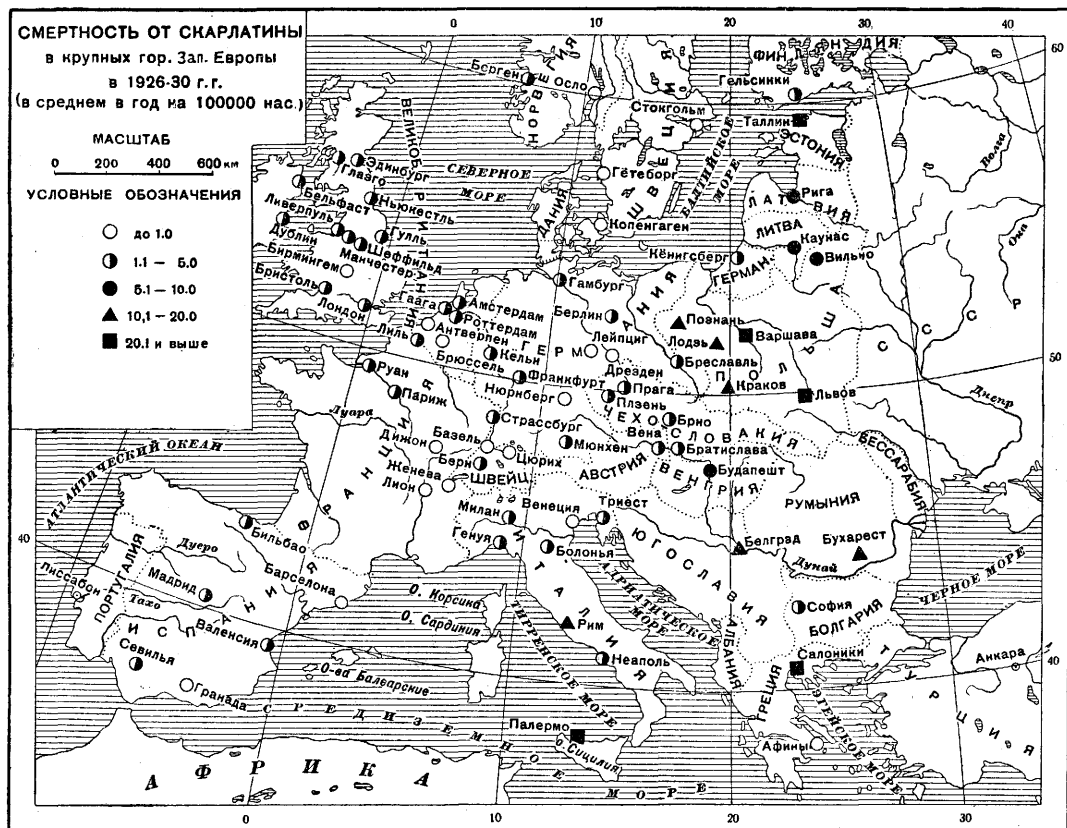 СМЕРТНОСТЬ ОТ СКАРЛАТИНЫ
в крупных гор. Зап. Европы
в 1926-30 г.г.
(в среднем в год на 100000 нас.)
МАСШТАБ
0 200 400 600 км
УСЛОВНЫЕ ОБОЗНАЧЕНИЯ
до 1.0
1.1 — 5.0
5.1 — 10.0
10,1 — 20.0
20.1 и выше
0 10 20 30 40
60
50
40
40
0 10 20 30
НОРВЕГИЯ
Берген
Осло
ШВЕЦИЯ
Стокгольм
Гётеборг
ФИНЛЯНДИЯ
Гельсинки
Таллин
ЭСТОНИЯ
Рига
ЛАТВИЯ
ЛИТВА
Каунас
Вильно
Кёнигсберг
БАЛТИЙСКОЕ
МОРЕ
СЕВЕРНОЕ
МОРЕ
ДАНИЯ
Копенгаген
ВЕЛИКОБРИТАНИЯ
Эдинбург
Глазго
Бельфаст
Ньюкестль
Ливерпуль
Дублин
Гулль
Шеффильд
Манчестер
Бирмингем
Бристоль
Лондон
Гаага
Амстердам
Роттердам
Антверпен
Лиль
Брюссель
Гамбург
Берлин
ГЕРМАНИЯ
ГЕРМАН.
Лейпциг
Дрезден
Кёльн
Франкфурт
Нюрнберг
Бреславль
Мюнхен
Познань
Лодзь
Варшава
ПОЛЬША
Краков
Львов
СССР
Волга
Ока
Днепр
Прага
Плзень
Брно
ЧЕХОСЛОВАКИЯ
Братислава
Вена
АВСТРИЯ
ВЕНГРИЯ
Будапешт
БЕССАРАБИЯ
РУМЫНИЯ
Бухарест
Дунай
Руан
Париж
Луара
Страссбург
ФРАНЦИЯ
Дижон
Базель
Цюрих
Берн
ШВЕЙЦ.
Женева
Лион
АТЛАНТИЧЕСКИЙ ОКЕАН
Милан
Венеция
Триест
Генуя
Болонья
ИТАЛИЯ
Рим
Неаполь
Палермо
о. Сицилия
О. Корсика
О. Сардиния
О-ва Балеарские
ТИРРЕНСКОЕ МОРЕ
АДРИАТИЧЕСКОЕ
МОРЕ
ЮГОСЛАВИЯ
Белград
АЛБАНИЯ
София
БОЛГАРИЯ
Салоники
ГРЕЦИЯ
Афины
ЭГЕЙСКОЕ МОРЕ
ЧЕРНОЕ МОРЕ
Анкара
ТУРЦИЯ
Бильбао
Дуеро
ПОРТУГАЛИЯ
Лиссабон
Мадрид
Тахо
ИСПАНИЯ
Барселона
Валенсия
Севилья
Гранада
СРЕДИЗЕМНОЕ МОРЕ
АФРИКА